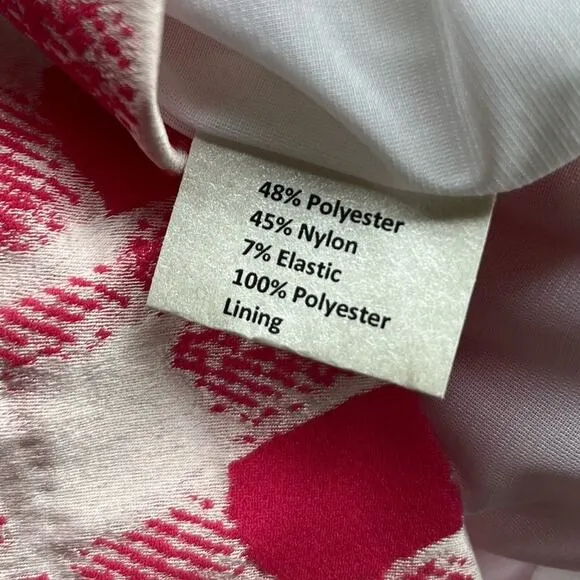 48% Polyester
45% Nylon
7% Elastic
100% Polyester
Lining